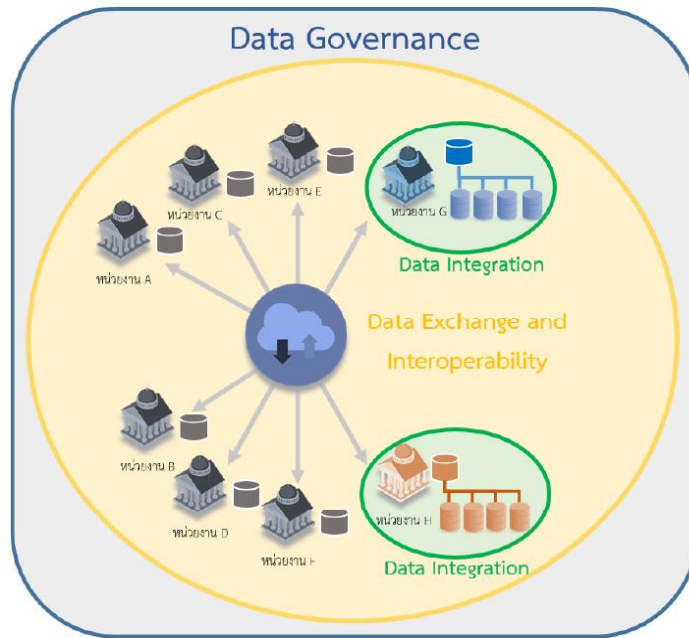 Data Governance
หน่วยงาน E
หน่วยงาน C
หน่วยงาน G
หน่วยงาน A
Data Integration
Data Exchange and
Interoperability
หน่วยงาน B
หน่วยงาน D
หน่วยงาน F
หน่วยงาน H
Data Integration